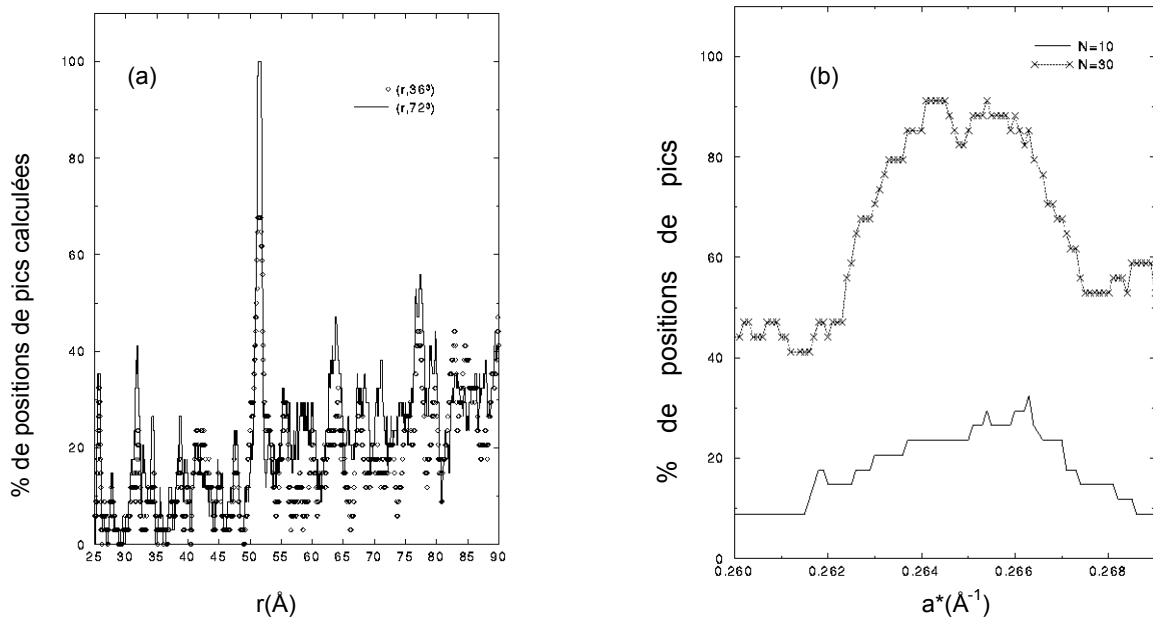 (a)
(r,36³)
(r,72³)
% de positions de pics calculées
100
80
60
40
20
0
25 30 35 40 45 50 55 60 65 70 75 80 85 90
r(Å)
(b)
N=10
N=30
% de positions de pics
100
80
60
40
20
0
0.260 0.262 0.264 0.266 0.268
a*(Å⁻¹)